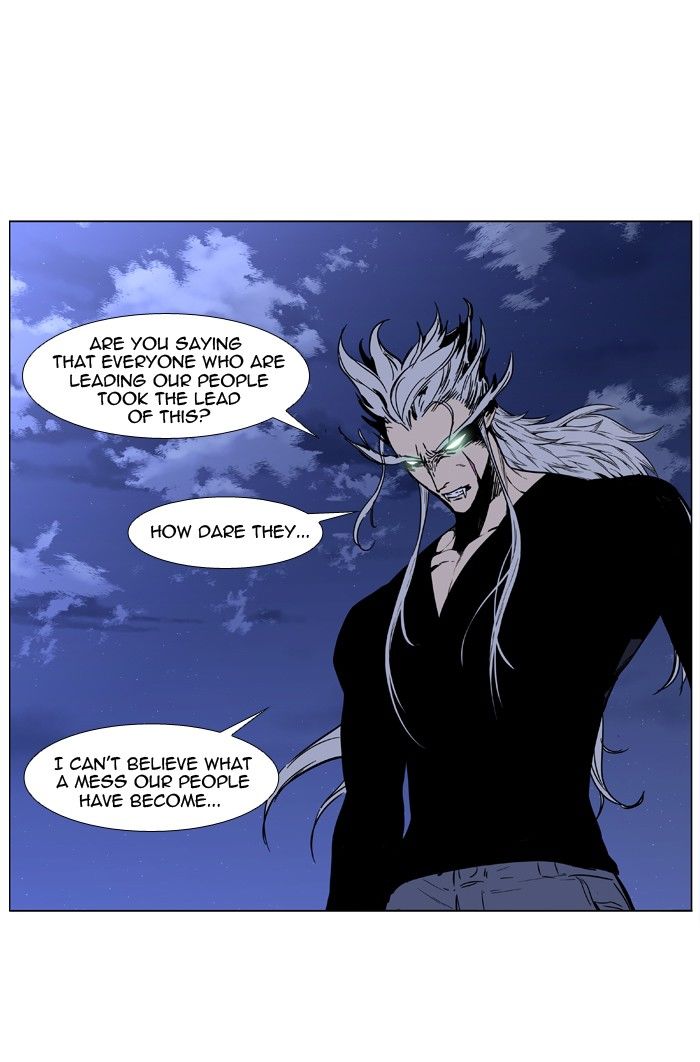 ARE YOU SAYING
THAT EVERYONE WHO ARE
LEADING OUR PEOPLE
TOOK THE LEAD
OF THIS?
HOW DARE THEY...
I CAN'T BELIEVE WHAT
A MESS OUR PEOPLE
HAVE BECOME...